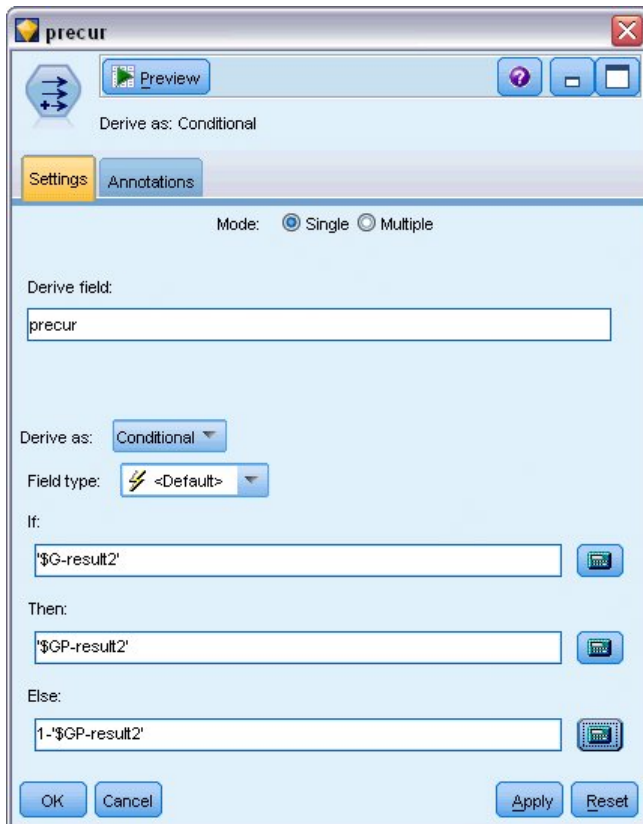 precur
Preview
Derive as: Conditional
Settings Annotations
Mode: Single Multiple
Derive field:
precur
Derive as: Conditional
Field type: <Default>
If:
'$G-result2'
Then:
'$GP-result2'
Else:
1-'$GP-result2'
OK Cancel Apply Reset